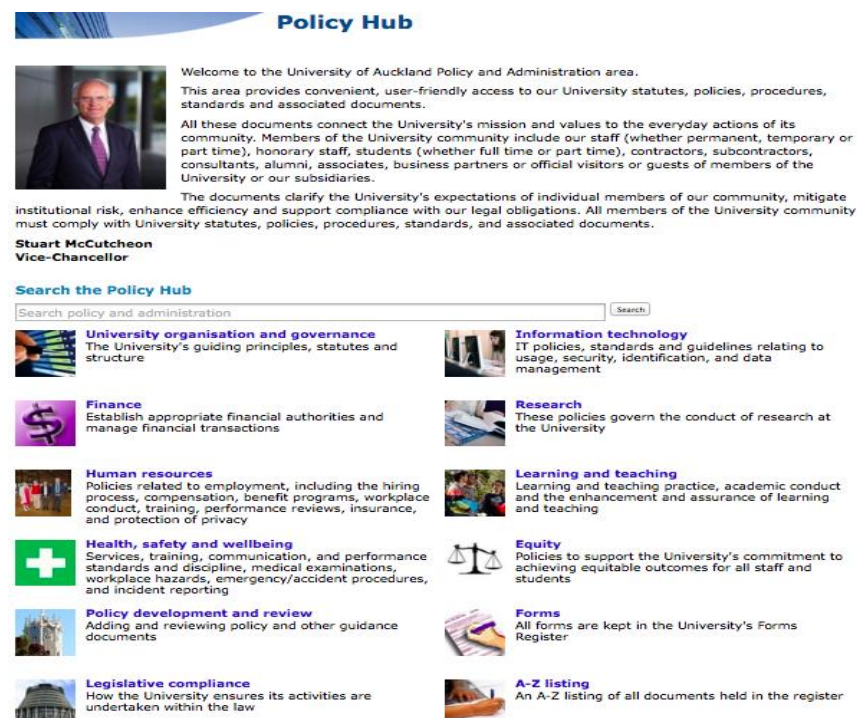 Policy Hub
Welcome to the University of Auckland Policy and Administration area.
This area provides convenient, user-friendly access to our University statutes, policies, procedures,
standards and associated documents.
All these documents connect the University's mission and values to the everyday actions of its
community. Members of the University community include our staff (whether permanent, temporary or
part time), honorary staff, students (whether full time or part time), contractors, subcontractors,
consultants, alumni, associates, business partners or official visitors or guests of members of the
University or our subsidiaries.
The documents clarify the University's expectations of individual members of our community, mitigate
institutional risk, enhance efficiency and support compliance with our legal obligations. All members of the University community
must comply with University statutes, policies, procedures, standards, and associated documents.
Stuart McCutcheon
Vice-Chancellor
Search the Policy Hub
Search policy and administration
Search
University organisation and governance
The University's guiding principles, statutes and
structure
Information technology
IT policies, standards and guidelines relating to
usage, security, identification, and data
management
Finance
Establish appropriate financial authorities and
manage financial transactions
Research
These policies govern the conduct of research at
the University
Human resources
Policies related to employment, including the hiring
process, compensation, benefit programs, workplace
conduct, training, performance reviews, insurance,
and protection of privacy
Learning and teaching
Learning and teaching practice, academic conduct
and the enhancement and assurance of learning
and teaching
Health, safety and wellbeing
Services, training, communication, and performance
standards and discipline, medical examinations,
workplace hazards, emergency/accident procedures,
and incident reporting
Equity
Policies to support the University's commitment to
achieving equitable outcomes for all staff and
students
Policy development and review
Adding and reviewing policy and other guidance
documents
Forms
All forms are kept in the University's Forms
Register
Legislative compliance
How the University ensures its activities are
undertaken within the law
A-Z listing
An A-Z listing of all documents held in the register